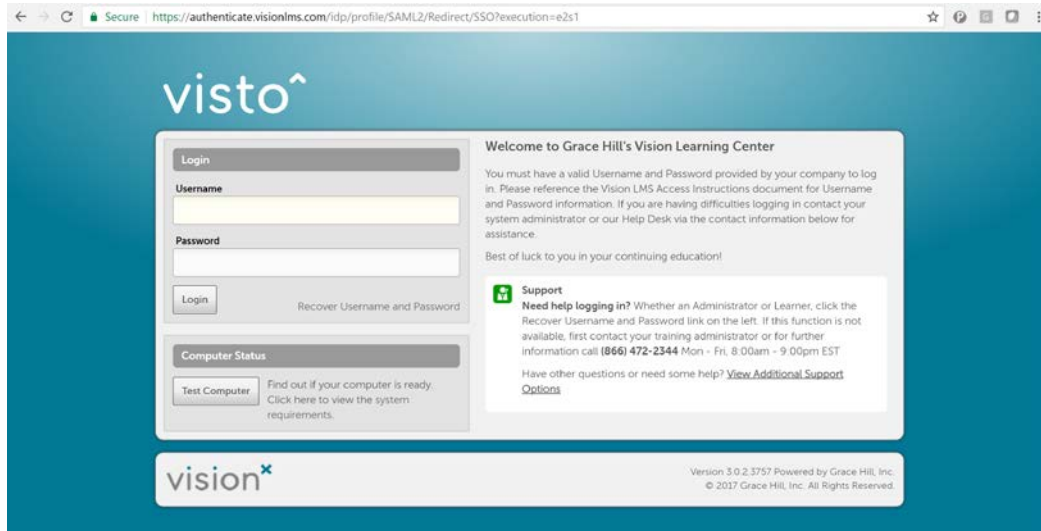 Secure https://authenticate.visionlms.com/idp/profile/SAML2/Redirect/SSO?execution=e2s1
visto^
Login
Username
Password
Login
Recover Username and Password
Computer Status
Test Computer
Find out if your computer is ready.
Click here to view the system
requirements.
Welcome to Grace Hill's Vision Learning Center
You must have a valid Username and Password provided by your company to log
in. Please reference the Vision LMS Access Instructions document for Username
and Password information. If you are having difficulties logging in contact your
system administrator or our Help Desk via the contact information below for
assistance.
Best of luck to you in your continuing education!
Support
Need help logging in? Whether an Administrator or Learner, click the
Recover Username and Password link on the left. If this function is not
available, first contact your training administrator or for further
information call (866) 472-2344 Mon - Fri, 8:00am - 9:00pm EST
Have other questions or need some help? View Additional Support
Options
visionx
Version 3.0.2.3757 Powered by Grace Hill, Inc.
© 2017 Grace Hill, Inc. All Rights Reserved.